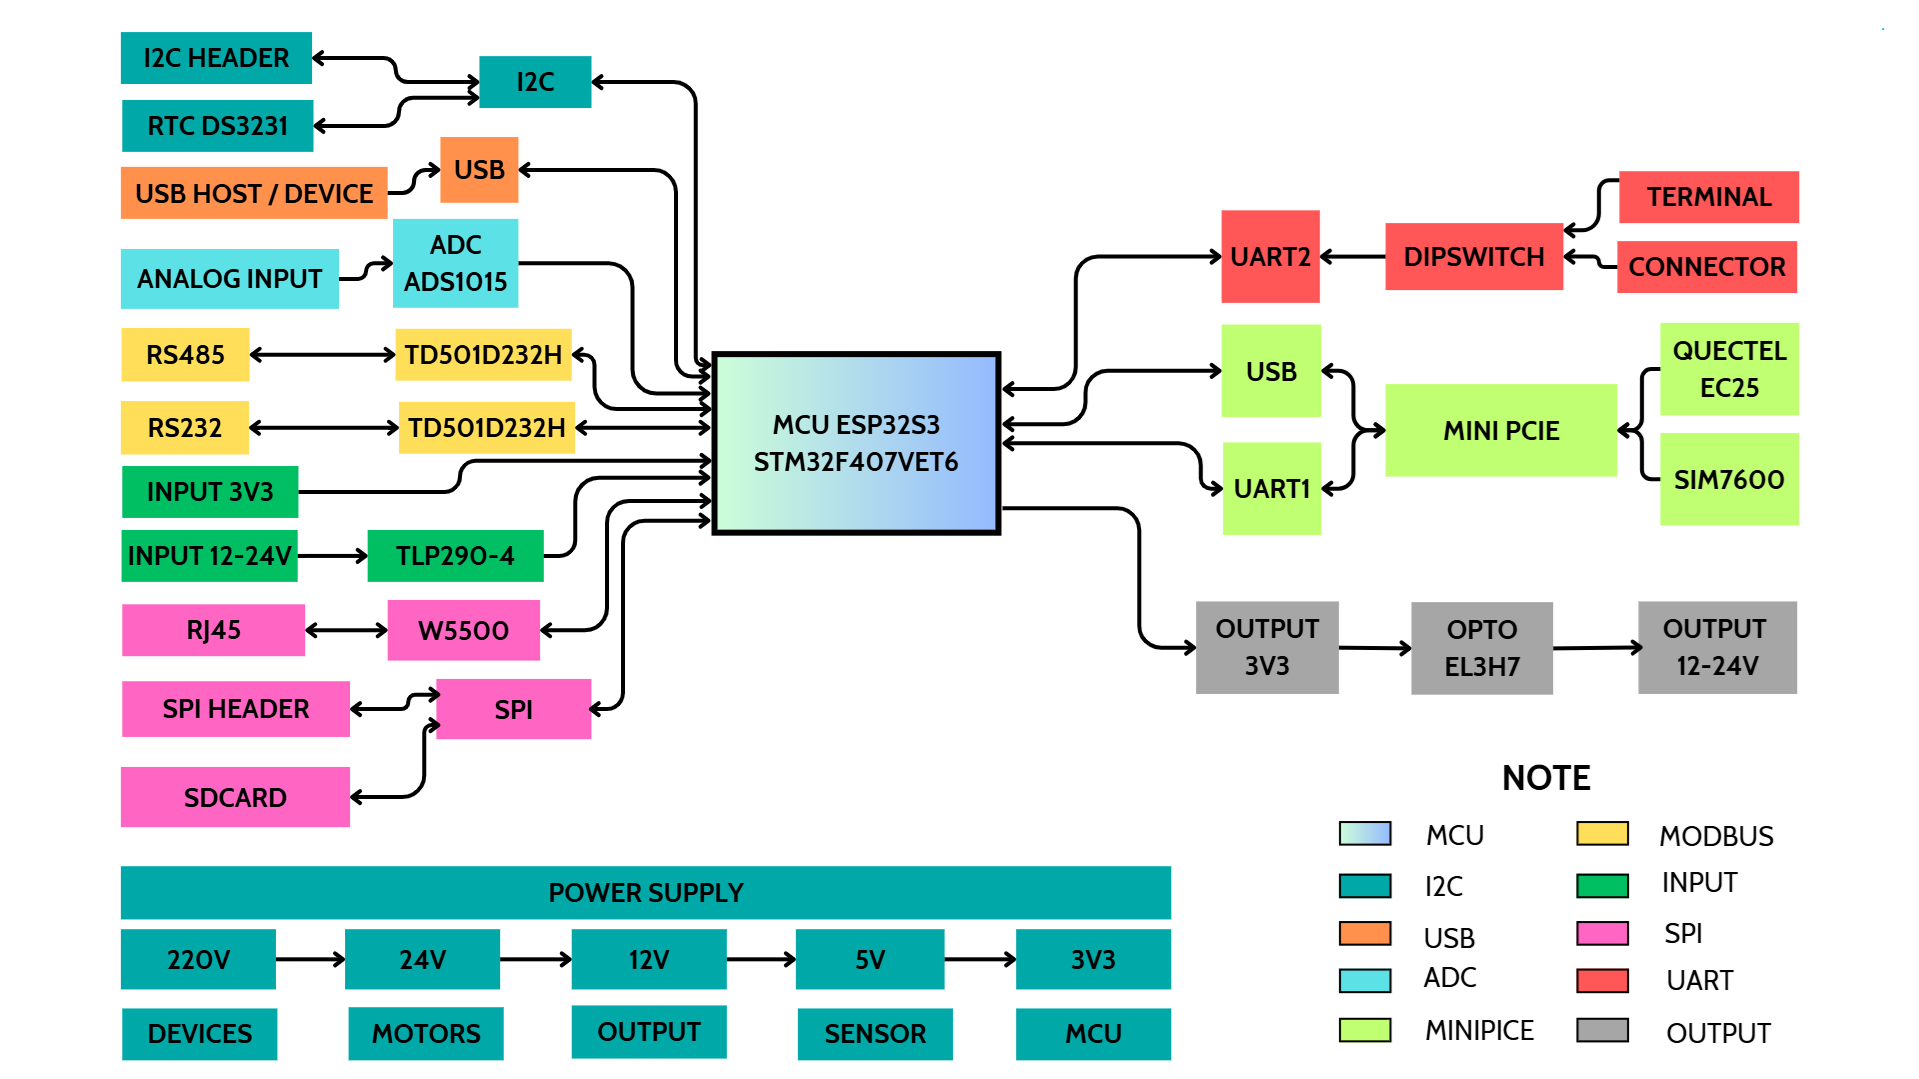 I2C HEADER
I2C
RTC DS3231
USB HOST / DEVICE
USB
ANALOG INPUT
ADC
ADS1015
RS485
TD501D232H
RS232
TD501D232H
INPUT 3V3
INPUT 12-24V
TLP290-4
RJ45
W5500
SPI HEADER
SPI
SDCARD
MCU ESP32S3
STM32F407VET6
UART2
DIPSWITCH
TERMINAL
CONNECTOR
USB
UART1
MINI PCIE
QUECTEL
EC25
SIM7600
OUTPUT
3V3
OPTO
EL3H7
OUTPUT
12-24V
POWER SUPPLY
220V
24V
12V
5V
3V3
DEVICES
MOTORS
OUTPUT
SENSOR
MCU
NOTE
MCU
MODBUS
I2C
INPUT
USB
SPI
ADC
UART
MINIPICE
OUTPUT